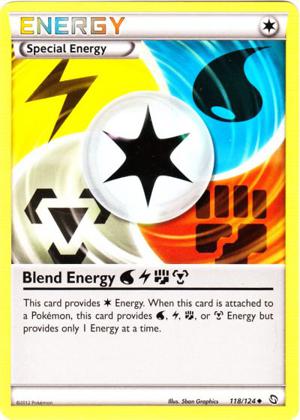 ENERGY
Special Energy
Blend Energy
This card provides Energy. When this card is attached
to a Pokémon, this card provides , , , or Energy but
provides only 1 Energy at a time.
©2012 Pokémon
Illus. 5ban Graphics
118/124